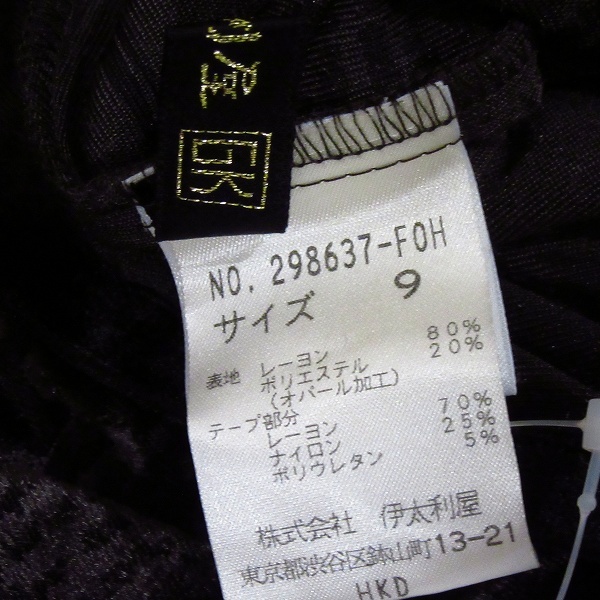 利屋
GK
NO. 298637-FOH
サイズ 9
表地 レーヨン 80%
ポリエステル 20%
(オパール加工)
テープ部分
レーヨン 70%
ナイロン 25%
ポリウレタン 5%
株式会社 伊太利屋
東京都渋谷区鉢山町13-21
HKD